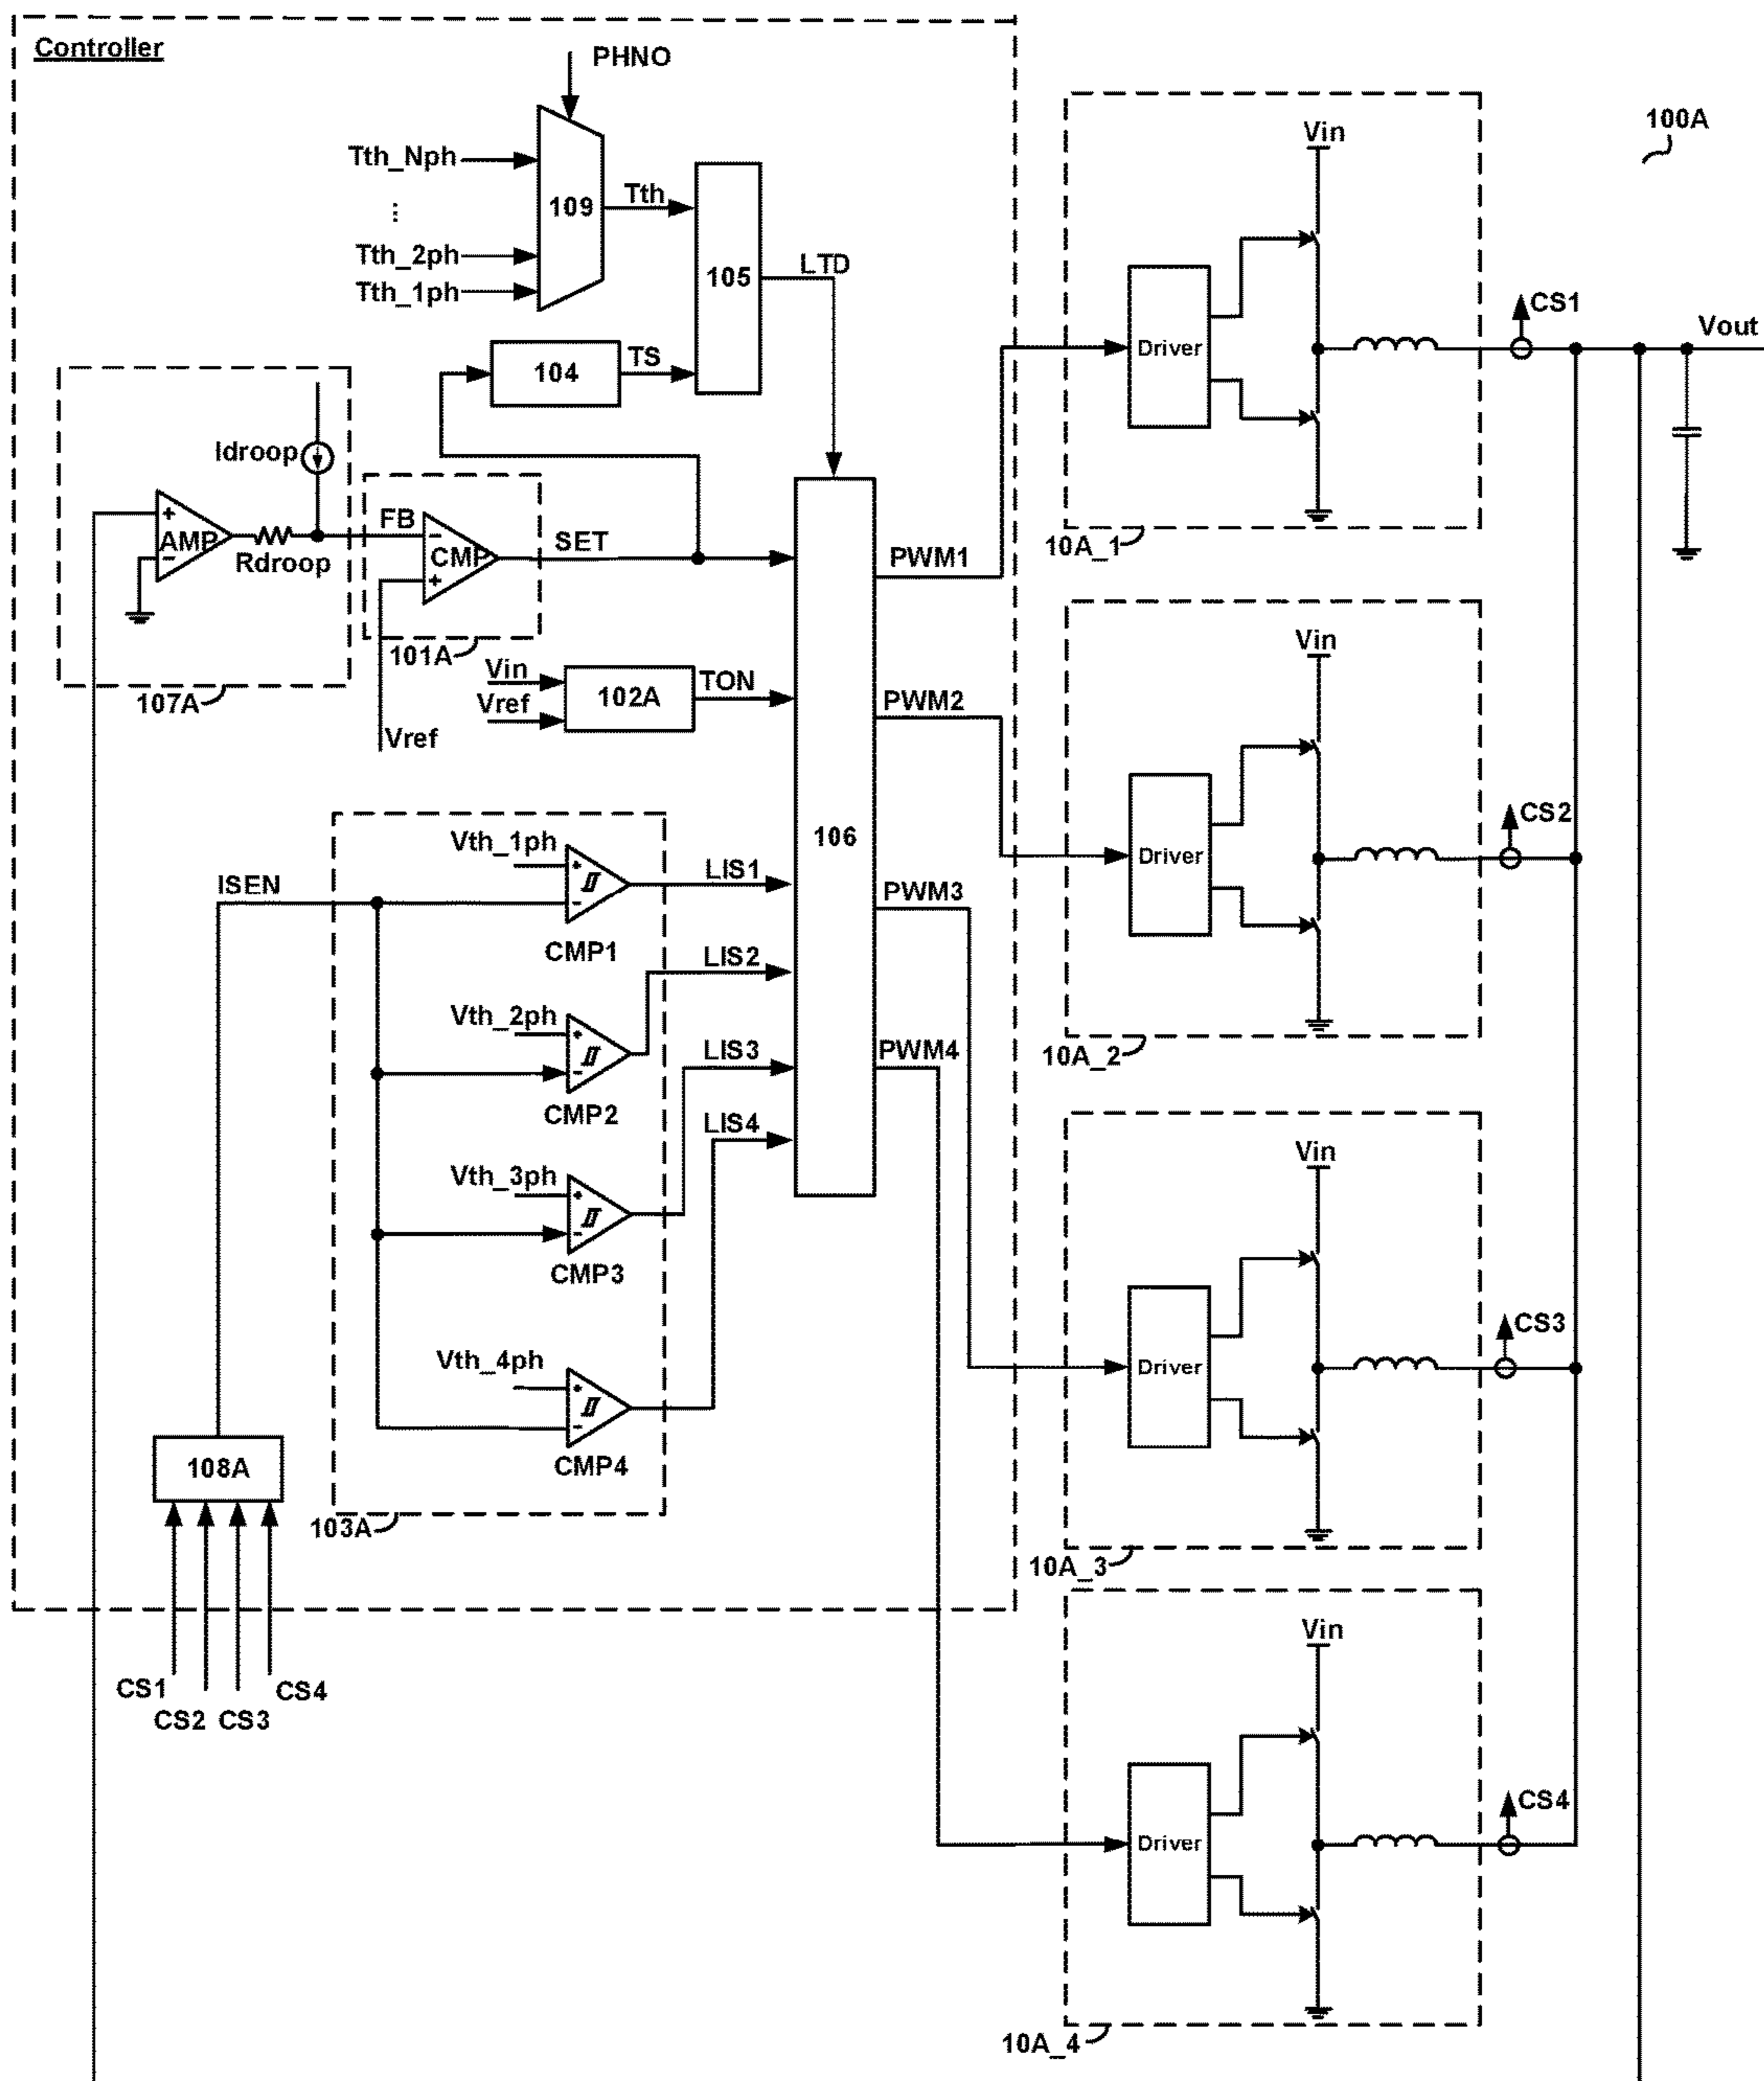 Controller
PHNO
Tth_Nph
...
Tth_2ph
Tth_1ph
109
Tth
105
LTD
104
TS
Idroop
AMP
+
-
Rdroop
FB
CMP
-
+
SET
101A
107A
Vref
Vin
Vref
102A
TON
106
ISEN
Vth_1ph
+
-
CMP1
LIS1
Vth_2ph
+
-
CMP2
LIS2
Vth_3ph
+
-
CMP3
LIS3
Vth_4ph
+
-
CMP4
LIS4
103A
108A
CS1
CS2
CS3
CS4
PWM1
PWM2
PWM3
PWM4
100A
Vin
Driver
CS1
Vout
10A_1
Vin
Driver
CS2
10A_2
Vin
Driver
CS3
10A_3
Vin
Driver
CS4
10A_4